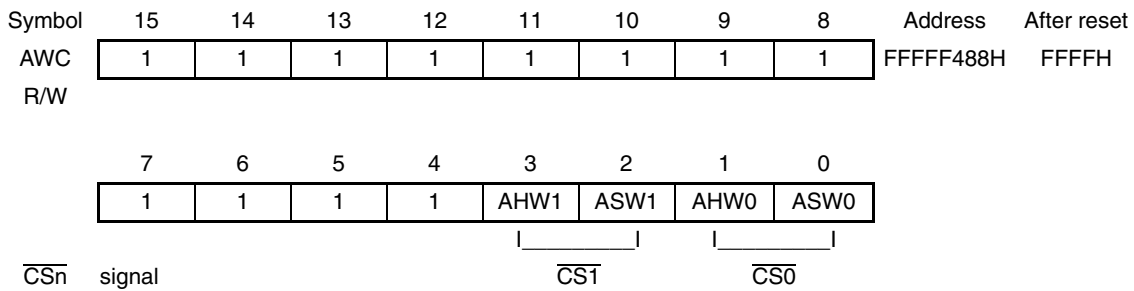 Symbol 15 14 13 12 11 10 9 8 Address After reset
AWC 1 1 1 1 1 1 1 1 FFFFF488H FFFFH
R/W
7 6 5 4 3 2 1 0
1 1 1 1 AHW1 ASW1 AHW0 ASW0
CSn signal CS1 CS0